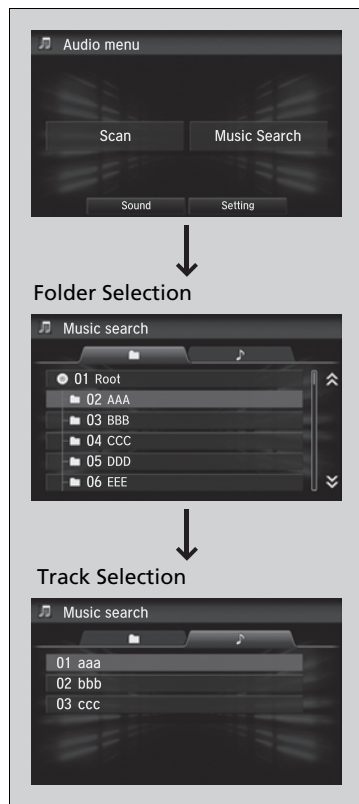 Audio menu
Scan Music Search
Sound Setting
Folder Selection
Music search
01 Root
02 AAA
03 BBB
04 CCC
05 DDD
06 EEE
Track Selection
Music search
01 aaa
02 bbb
03 ccc